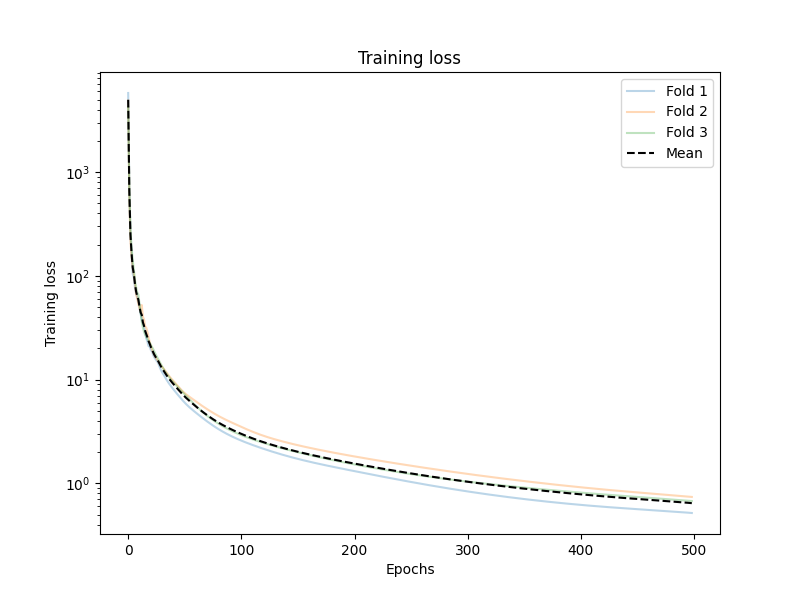 Training loss
Fold 1
Fold 2
Fold 3
Mean
Training loss
10³
10²
10¹
10⁰
0
100
200
300
400
500
Epochs